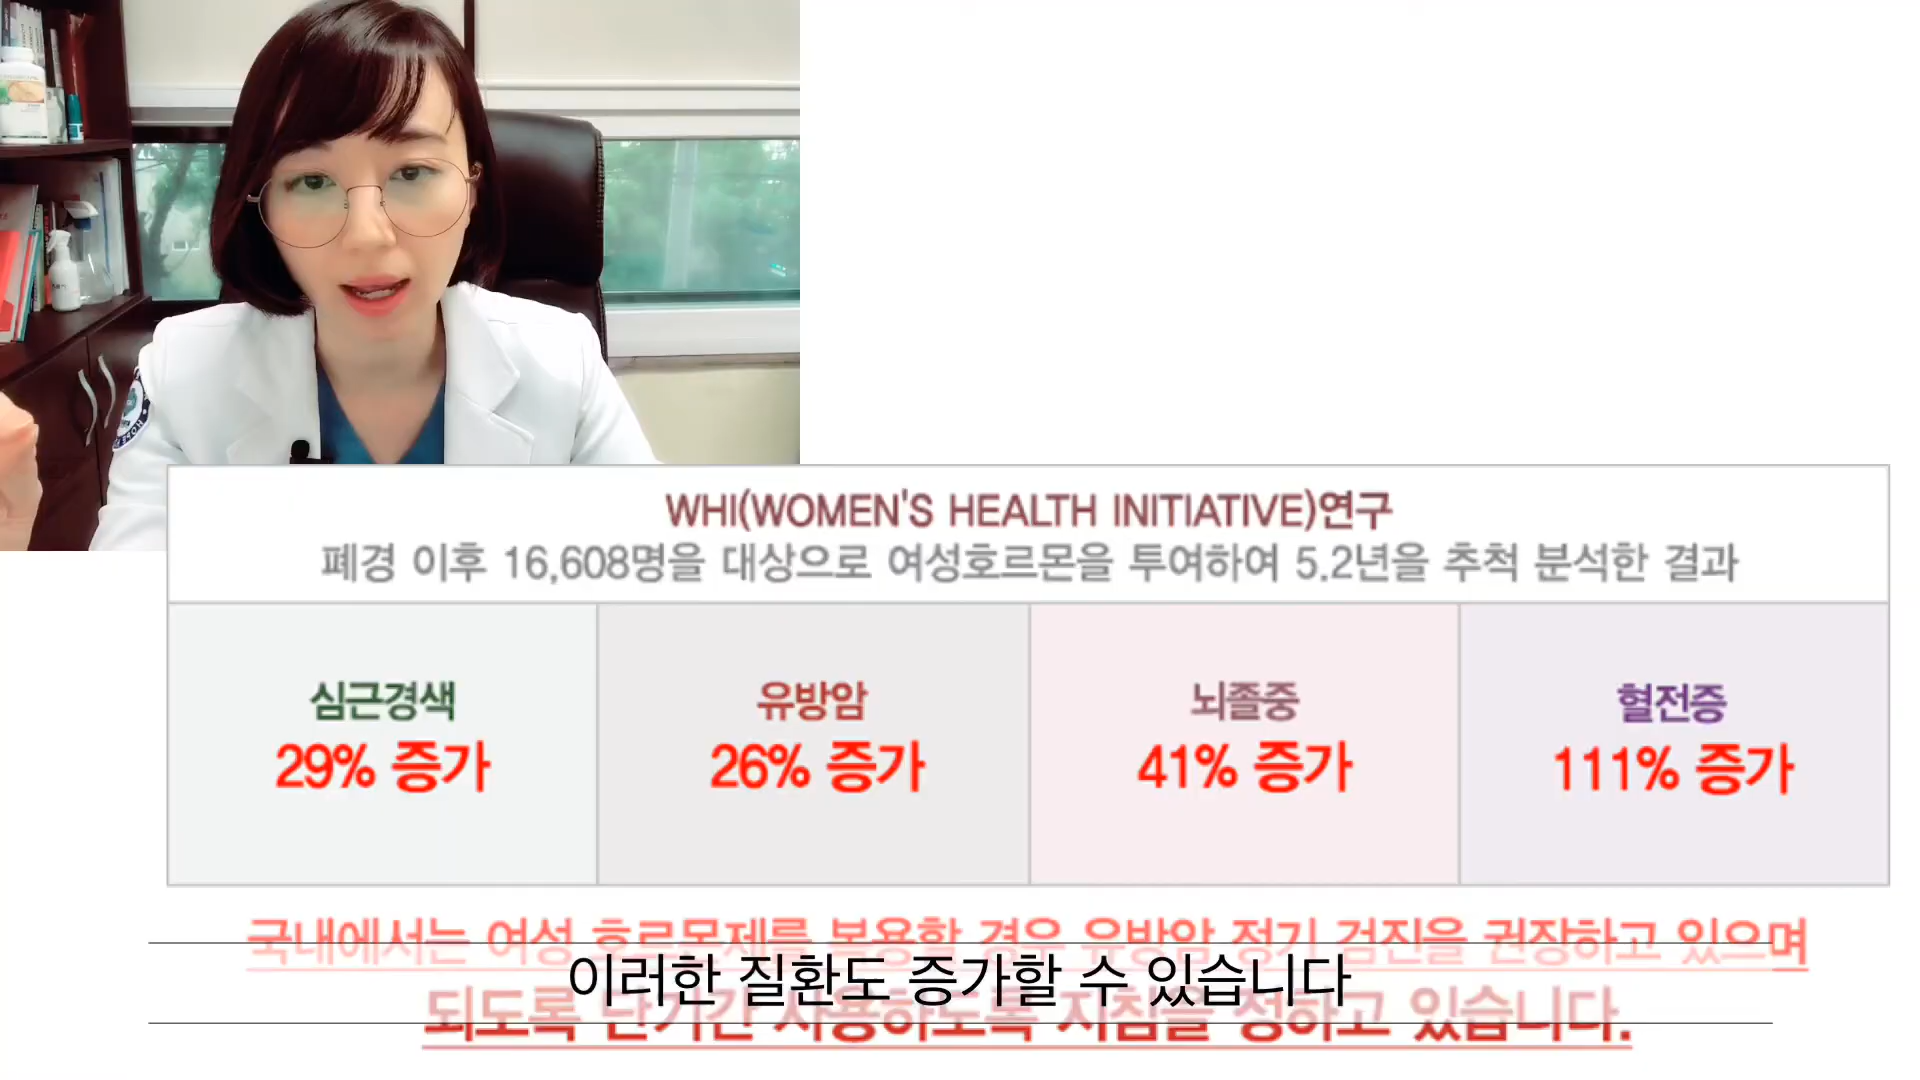 WHI(WOMEN'S HEALTH INITIATIVE)연구
폐경 이후 16,608명을 대상으로 여성호르몬을 투여하여 5.2년을 추척 분석한 결과
심근경색
29% 증가
유방암
26% 증가
뇌졸중
41% 증가
혈전증
111% 증가
국내에서는 여성 호르몬제를 복용할 경우 유방암 정기 검진을 권장하고 있으며
이러한 질환도 증가할 수 있습니다
되도록 단기간 사용하도록 지침을 정하고 있습니다.